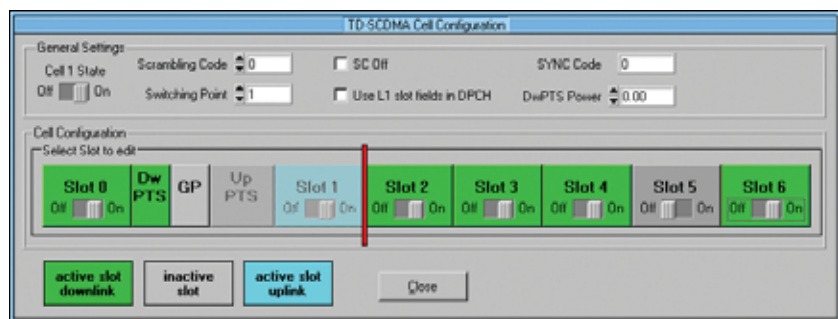 TD-SCDMA Cell Configuration
General Settings
Cell 1 State
Off On
Scrambling Code 0
Switching Point 1
SC Off
Use L1 slot fields in DPCH
SYNC Code 0
DwPTS Power 0.00
Cell Configuration
Select Slot to edit
Slot 0
Off On
Dw
PTS
GP
Up
PTS
Slot 1
Off On
Slot 2
Off On
Slot 3
Off On
Slot 4
Off On
Slot 5
Off On
Slot 6
Off On
active slot
downlink
inactive
slot
active slot
uplink
Close